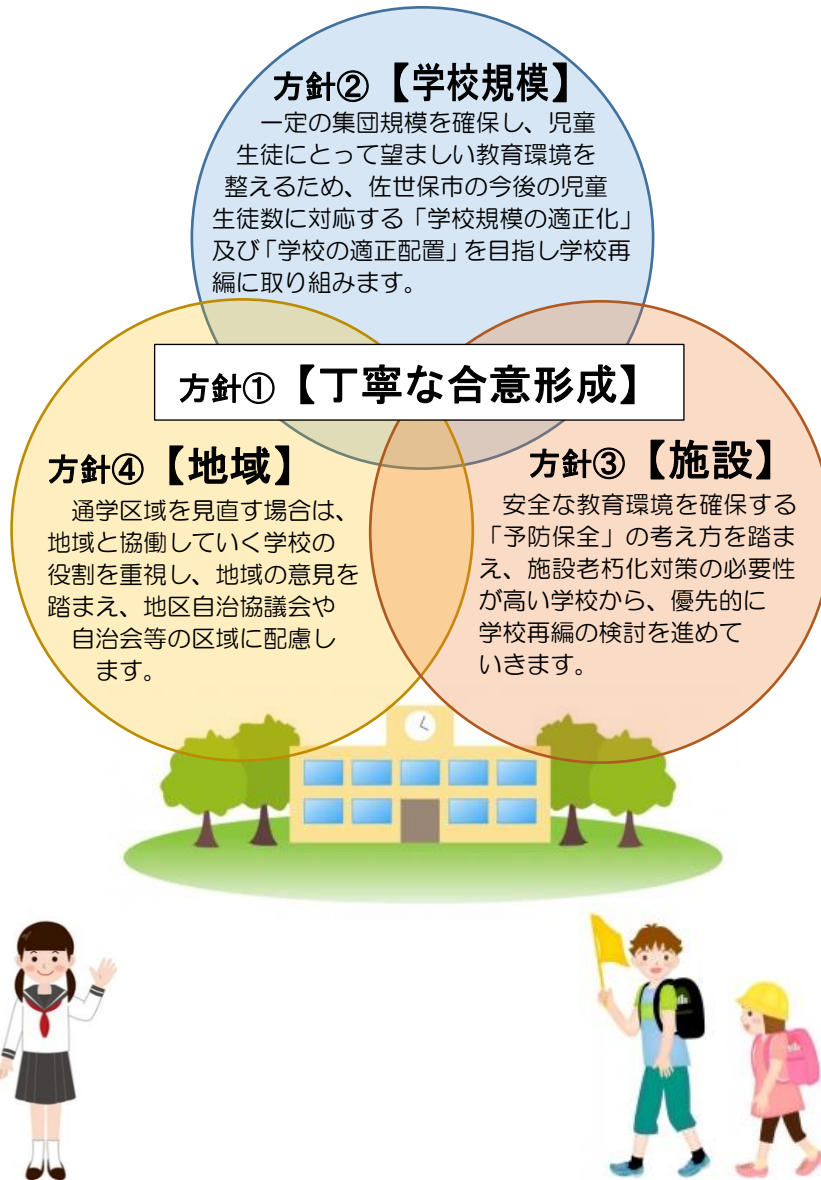 方針②【学校規模】
一定の集団規模を確保し、児童
生徒にとって望ましい教育環境を
整えるため、佐世保市の今後の児童
生徒数に対応する「学校規模の適正化」
及び「学校の適正配置」を目指し学校再
編に取り組みます。
方針①【丁寧な合意形成】
方針④【地域】
通学区域を見直す場合は、
地域と協働していく学校の
役割を重視し、地域の意見を
踏まえ、地区自治協議会や
自治会等の区域に配慮し
ます。
方針③【施設】
安全な教育環境を確保する
「予防保全」の考え方を踏ま
え、施設老朽化対策の必要性
が高い学校から、優先的に
学校再編の検討を進めて
いきます。